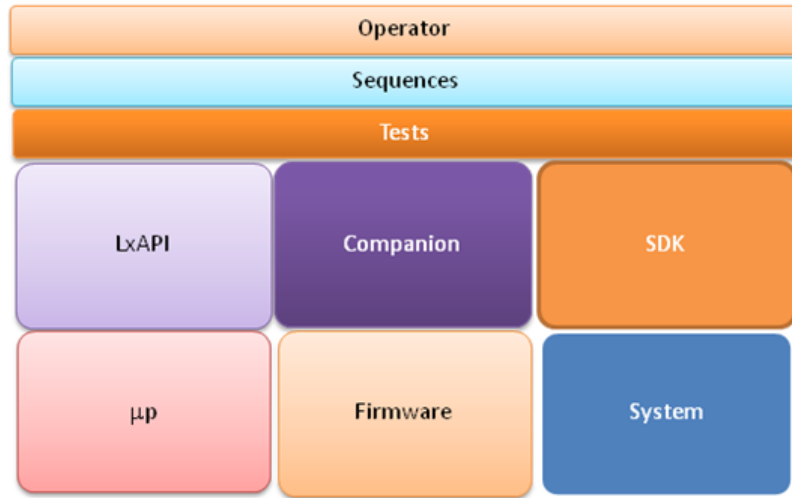 Operator
Sequences
Tests
LxAPI
Companion
SDK
μp
Firmware
System